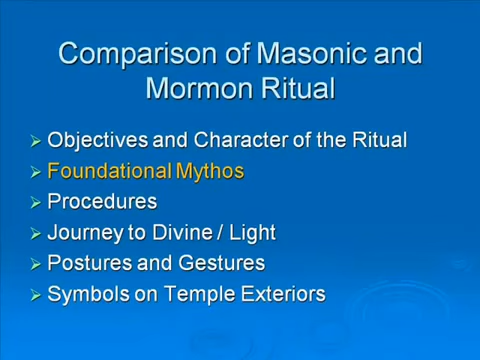 Comparison of Masonic and
Mormon Ritual
Objectives and Character of the Ritual
Foundational Mythos
Procedures
Journey to Divine / Light
Postures and Gestures
Symbols on Temple Exteriors